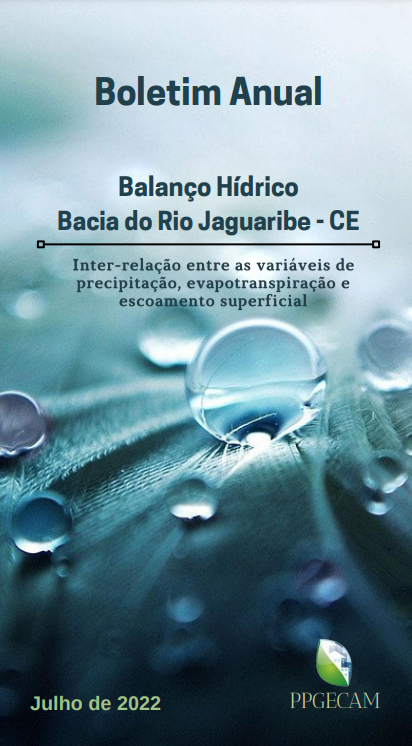 Boletim Anual
Balanço Hídrico
Bacia do Rio Jaguaribe - CE
Inter-relação entre as variáveis de
precipitação, evapotranspiração e
escoamento superficial
Julho de 2022
PPGECAM